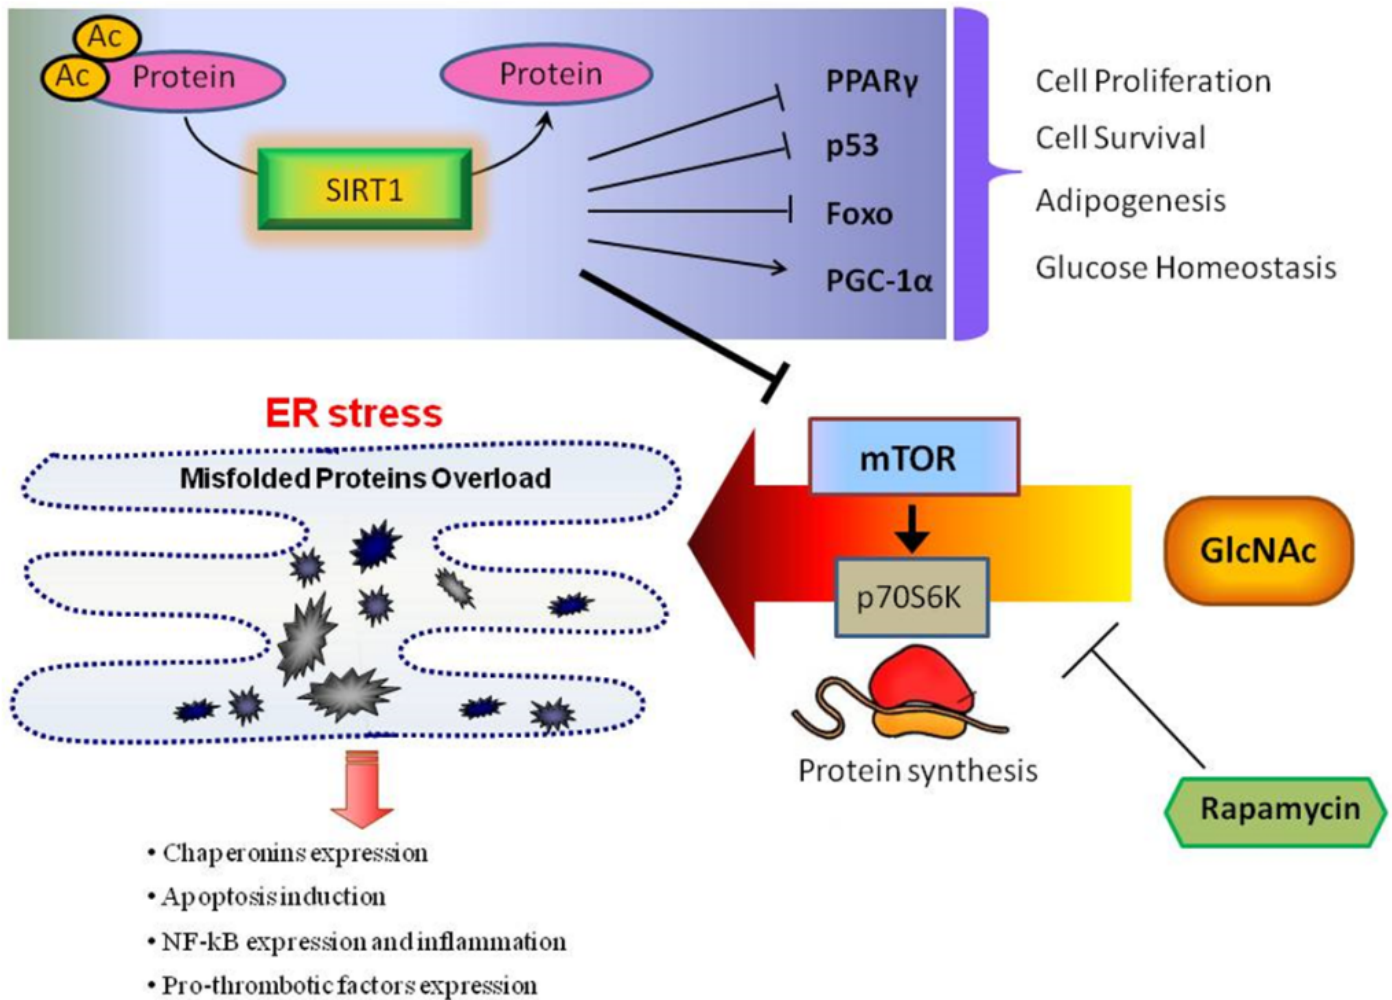 Ac
Ac
Protein
Protein
SIRT1
PPARγ
p53
Foxo
PGC-1α
Cell Proliferation
Cell Survival
Adipogenesis
Glucose Homeostasis
ER stress
Misfolded Proteins Overload
mTOR
p70S6K
GlcNAc
Protein synthesis
Rapamycin
• Chaperonins expression
• Apoptosis induction
• NF-kB expression and inflammation
• Pro-thrombotic factors expression